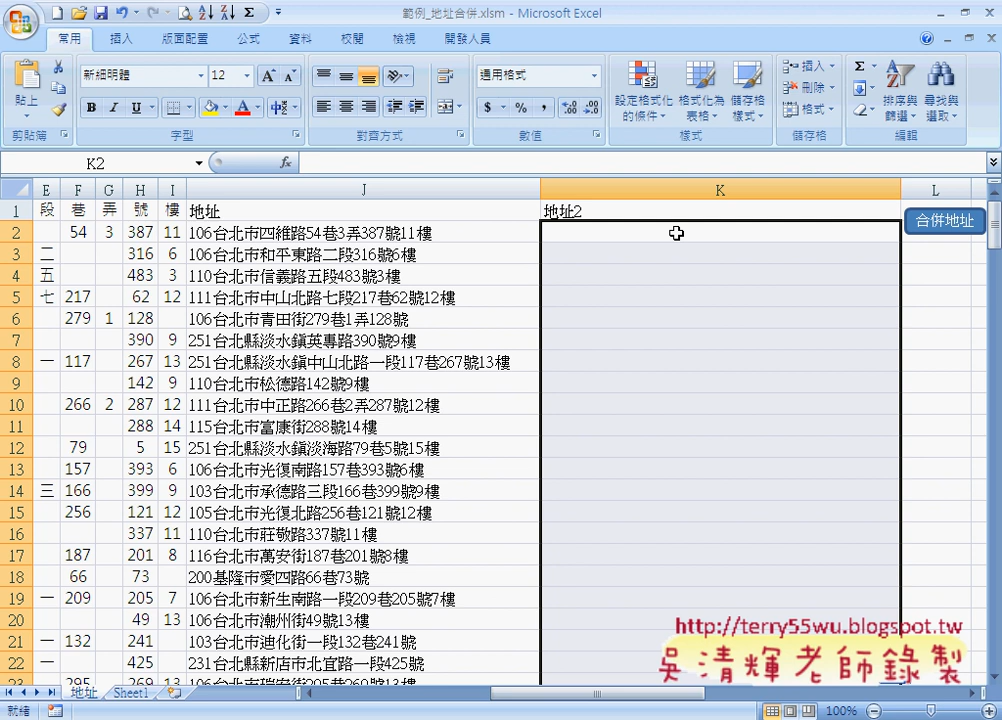 範例_地址合併.xlsm - Microsoft Excel
常用 插入 版面配置 公式 資料 校閱 檢視 開發人員
貼上 新細明體 12 通用格式 設定格式化的條件 格式化為表格 儲存格樣式 插入 刪除 格式 排序與篩選 尋找與選取
剪貼簿 字型 對齊方式 數值 樣式 儲存格 編輯
K2 fx
E F G H I J K L
1 段 巷 弄 號 樓 地址 地址2
合併地址
2 54 3 387 11 106台北市四維路54巷3弄387號11樓
3 二 316 6 106台北市和平東路二段316號6樓
4 五 483 3 110台北市信義路五段483號3樓
5 七 217 62 12 111台北市中山北路七段217巷62號12樓
6 279 1 128 106台北市青田街279巷1弄128號
7 390 9 251台北縣淡水鎮英專路390號9樓
8 一 117 267 13 251台北縣淡水鎮中山北路一段117巷267號13樓
9 142 9 110台北市松德路142號9樓
10 266 2 287 12 111台北市中正路266巷2弄287號12樓
11 288 14 115台北市富康街288號14樓
12 79 5 15 251台北縣淡水鎮淡海路79巷5號15樓
13 157 393 6 106台北市光復南路157巷393號6樓
14 三 166 399 9 103台北市承德路三段166巷399號9樓
15 256 121 12 105台北市光復北路256巷121號12樓
16 337 11 110台北市莊敬路337號11樓
17 187 201 8 116台北市萬安街187巷201號8樓
18 66 73 200基隆市愛四路66巷73號
19 一 209 205 7 106台北市新生南路一段209巷205號7樓
20 49 13 106台北市潮州街49號13樓
21 一 132 241 103台北市迪化街一段132巷241號
22 一 425 231台北縣新店市北宜路一段425號
23 295 269 13 106台北市瑞安街295巷269號13樓
http://terry55wu.blogspot.tw
吳清輝老師錄製
地址 Sheet1
就緒 100%